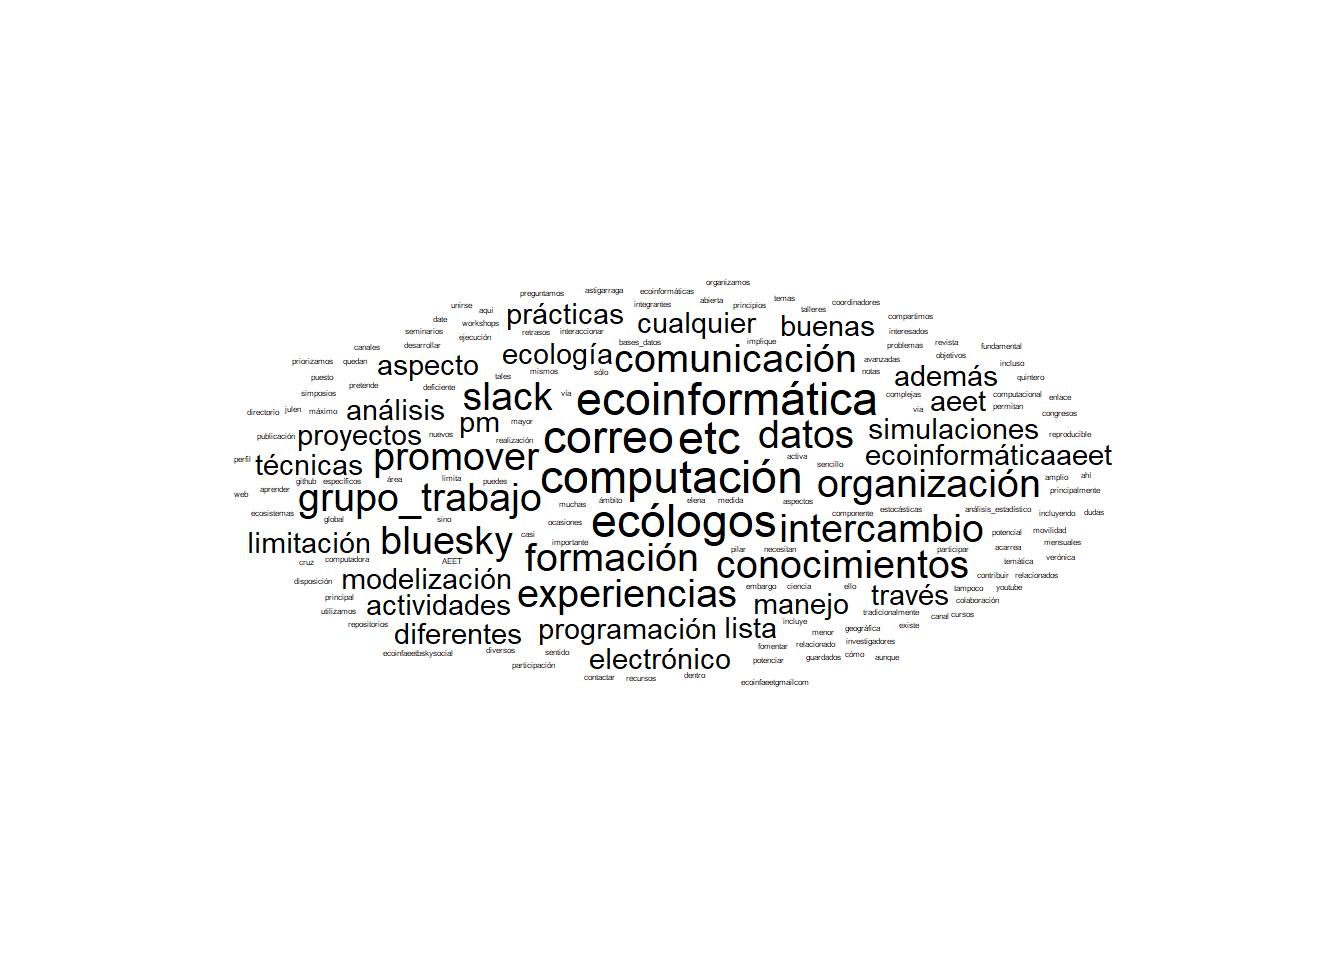 organizamos
preguntamos astigarraga ecoinformáticas
unirse integrantes abierta principios temas coordinadores
aquí prácticas cualquier buenas talleres compartimos
date workshops
seminarios ejecución retrasos interaccionar interesados
canales desarrollar bases_datos implique problemas revista fundamental
priorizamos quedan aspecto ecología comunicación avanzadas objetivos incluso
puesto pretende deficiente tales mismos sólo notas además quintero
simposios slack vía ecoinformática complejas aeet computacional enlace
directorio julen máximo análisis pm mayor vía permitan congresos
publicación proyectos nuevos realización correo etc datos simulaciones reproducible
perfil técnicas promover activa sencillo ecoinformáticaaeet
web aprender github específicos área limita puedes computación organización amplio ahí principalmente
grupo_trabajo muchas ámbito elena medida aspectos
ecosistemas global sino ocasiones ecólogos intercambio componente estocásticas análisis_estadístico incluyendo dudas
limitación bluesky casi importante potencial movilidad
cruz computadora AEET formación pilar necesitan conocimientos participar acarrea mensuales
disposición modelización temática verónica
principal actividades experiencias embargo ciencia ello manejo través tampoco contribuir relacionados youtube
utilizamos tradicionalmente canal cursos colaboración
repositorios diferentes programación lista incluye menor geográfica existe
ecoinfaeetbskysocial diversos sentido electrónico fomentar relacionado investigadores
participación potenciar guardados cómo aunque
contactar recursos dentro ecoinfaeetgmailcom